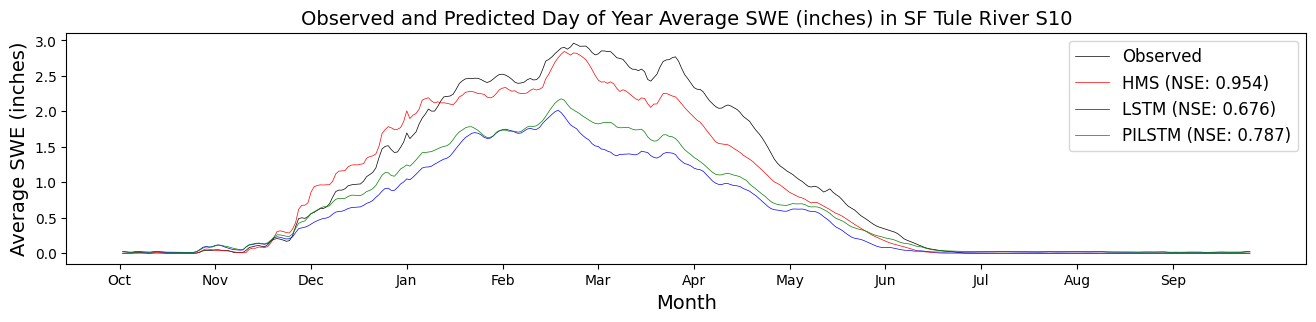 Observed and Predicted Day of Year Average SWE (inches) in SF Tule River S10
Average SWE (inches)
3.0
2.5
2.0
1.5
1.0
0.5
0.0
Observed
HMS (NSE: 0.954)
LSTM (NSE: 0.676)
PILSTM (NSE: 0.787)
Oct Nov Dec Jan Feb Mar Apr May Jun Jul Aug Sep
Month